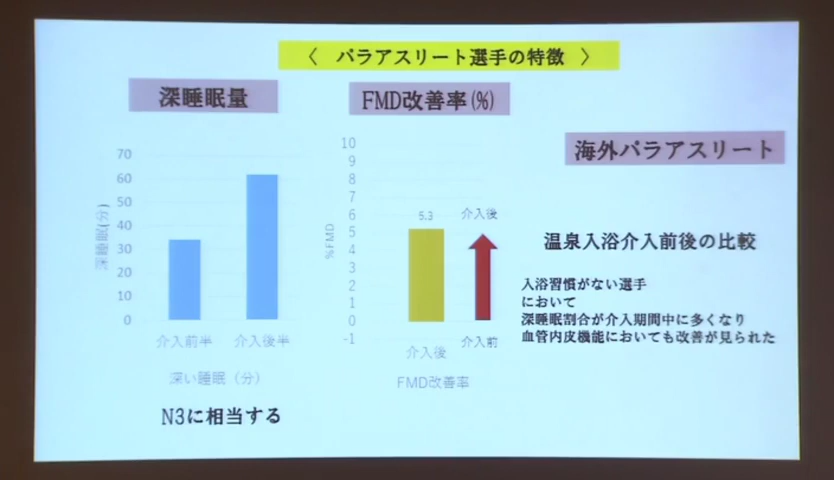 〈 パラアスリート選手の特徴 〉
深睡眠量
70
60
50
40
30
20
10
0
深睡眠(分)
介入前半 介入後半
深い睡眠（分）
N3に相当する
FMD改善率(%)
10
9
8
7
6
5
4
3
2
1
0
-1
%FMD
5.3
介入後
介入後
介入前
FMD改善率
海外パラアスリート
温泉入浴介入前後の比較
入浴習慣がない選手
において
深睡眠割合が介入期間中に多くなり
血管内皮機能においても改善が見られた